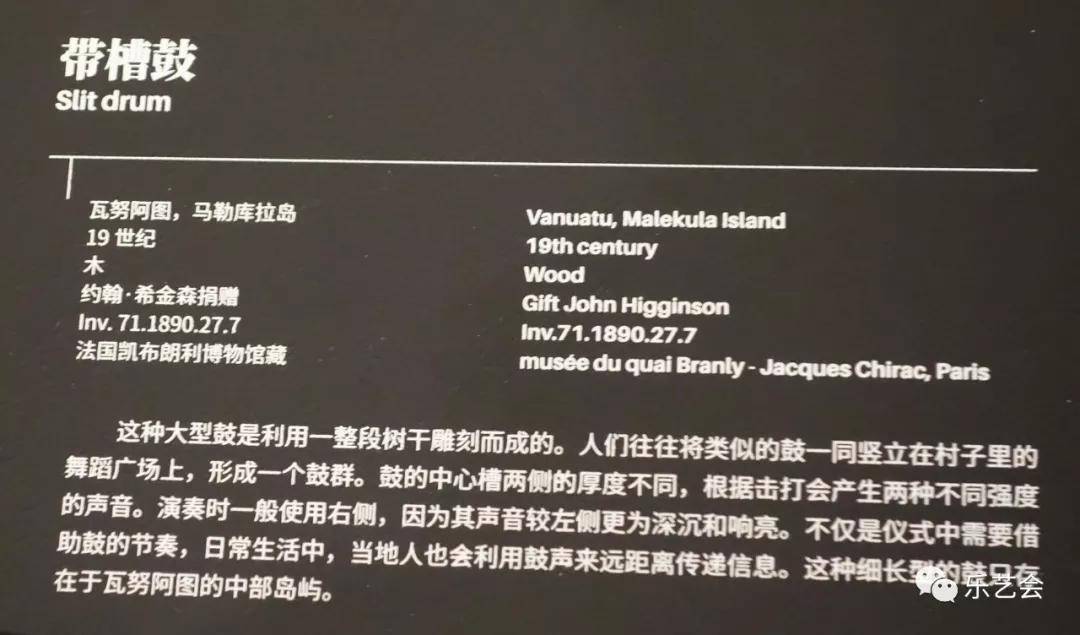 带槽鼓
Slit drum
瓦努阿图，马勒库拉岛
19 世纪
木
约翰·希金森捐赠
Inv. 71.1890.27.7
法国凯布朗利博物馆藏
Vanuatu, Malekula Island
19th century
Wood
Gift John Higginson
Inv.71.1890.27.7
musée du quai Branly - Jacques Chirac, Paris
这种大型鼓是利用一整段树干雕刻而成的。人们往往将类似的鼓一同竖立在村子里的
舞蹈广场上，形成一个鼓群。鼓的中心槽两侧的厚度不同，根据击打会产生两种不同强度
的声音。演奏时一般使用右侧，因为其声音较左侧更为深沉和响亮。不仅是仪式中需要借
助鼓的节奏，日常生活中，当地人也会利用鼓声来远距离传递信息。这种细长型的鼓只存
在于瓦努阿图的中部岛屿。
乐艺会